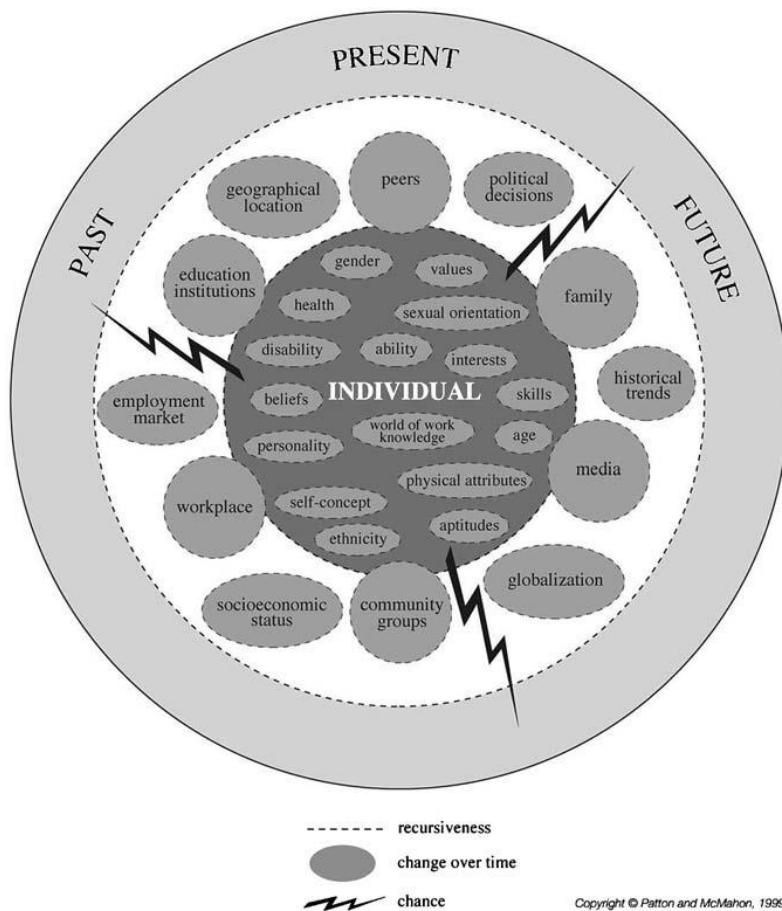 PRESENT
PAST
FUTURE
peers
geographical
location
political
decisions
education
institutions
family
employment
market
historical
trends
workplace
media
socioeconomic
status
community
groups
globalization
gender
values
health
sexual orientation
disability
ability
interests
INDIVIDUAL
beliefs
skills
world of work
knowledge
age
personality
physical attributes
self-concept
aptitudes
ethnicity
recursiveness
change over time
chance
Copyright © Patton and McMahon,